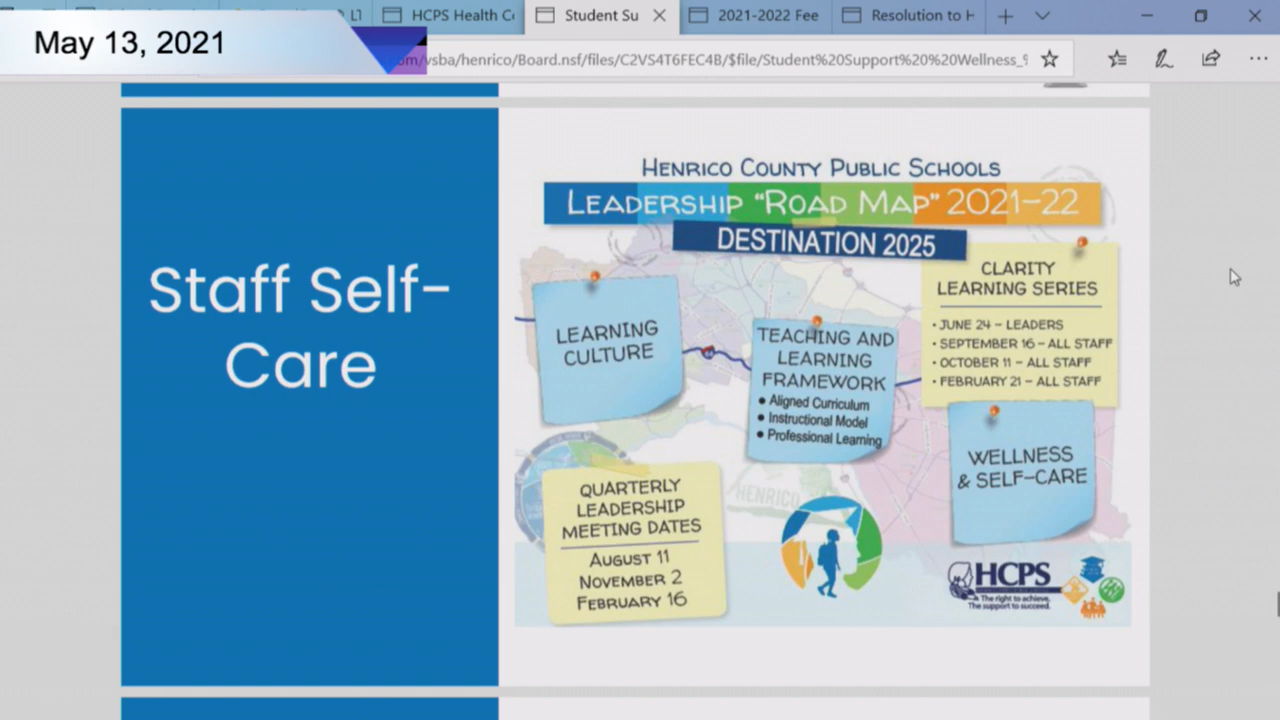 HCPS Health C
Student Su
2021-2022 Fee
Resolution to H
May 13, 2021
/vsba/henrico/Board.nsf/files/C2VS4T6FEC4B/$file/Student%20Support%20%20Wellness_%
Staff Self-
Care
HENRICO COUNTY PUBLIC SCHOOLS
LEADERSHIP “ROAD MAP” 2021-22
DESTINATION 2025
LEARNING
CULTURE
TEACHING AND
LEARNING
FRAMEWORK
• Aligned Curriculum
• Instructional Model
• Professional Learning
CLARITY
LEARNING SERIES
• JUNE 24 – LEADERS
• SEPTEMBER 16 – ALL STAFF
• OCTOBER 11 – ALL STAFF
• FEBRUARY 21 – ALL STAFF
WELLNESS
& SELF-CARE
QUARTERLY
LEADERSHIP
MEETING DATES
AUGUST 11
NOVEMBER 2
FEBRUARY 16
HENRICO
HCPS
The right to achieve.
The support to succeed.